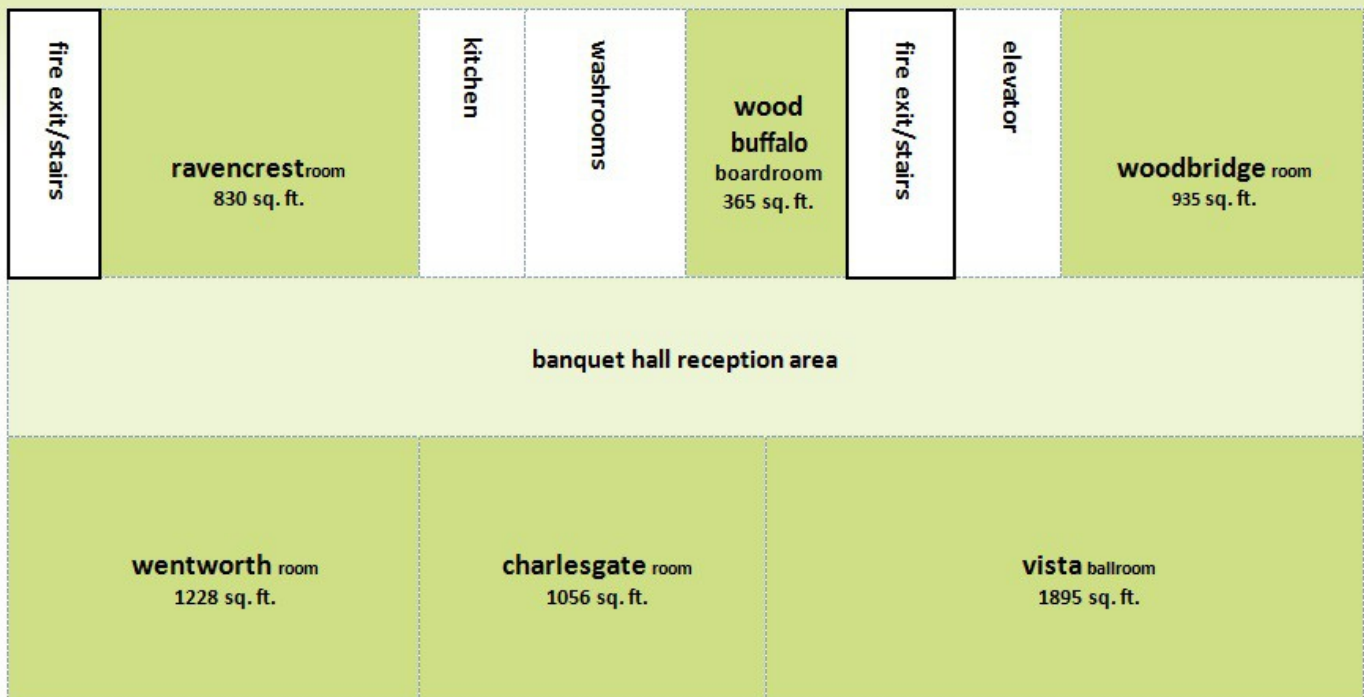 fire exit/stairs
ravencrest room
830 sq. ft.
kitchen
washrooms
wood
buffalo
boardroom
365 sq. ft.
fire exit/stairs
elevator
woodbridge room
935 sq. ft.
banquet hall reception area
wentworth room
1228 sq. ft.
charlesgate room
1056 sq. ft.
vista ballroom
1895 sq. ft.